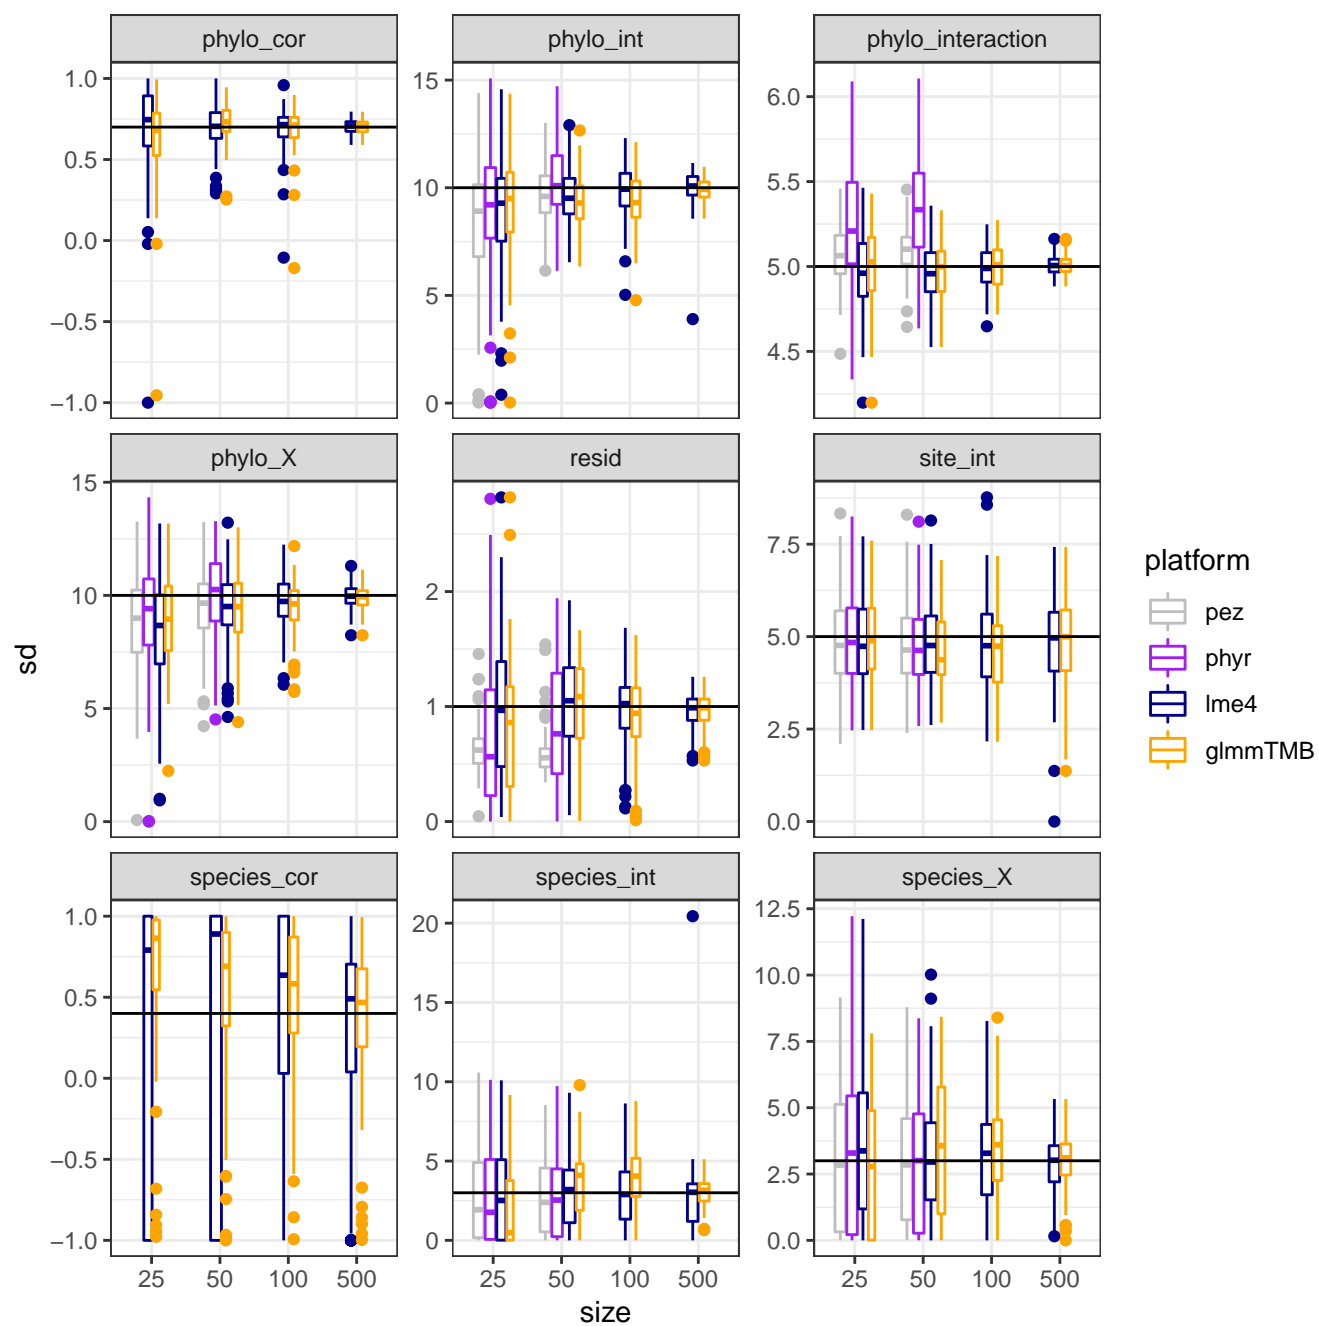 phylo_cor
phylo_int
phylo_interaction
1.0
0.5
0.0
−0.5
−1.0
15
10
5
0
6.0
5.5
5.0
4.5
phylo_X
resid
site_int
15
10
5
0
2
1
0
7.5
5.0
2.5
0.0
species_cor
species_int
species_X
1.0
0.5
0.0
−0.5
−1.0
20
15
10
5
0
12.5
10.0
7.5
5.0
2.5
0.0
25 50 100 500
25 50 100 500
25 50 100 500
size
sd
platform
pez
phyr
lme4
glmmTMB